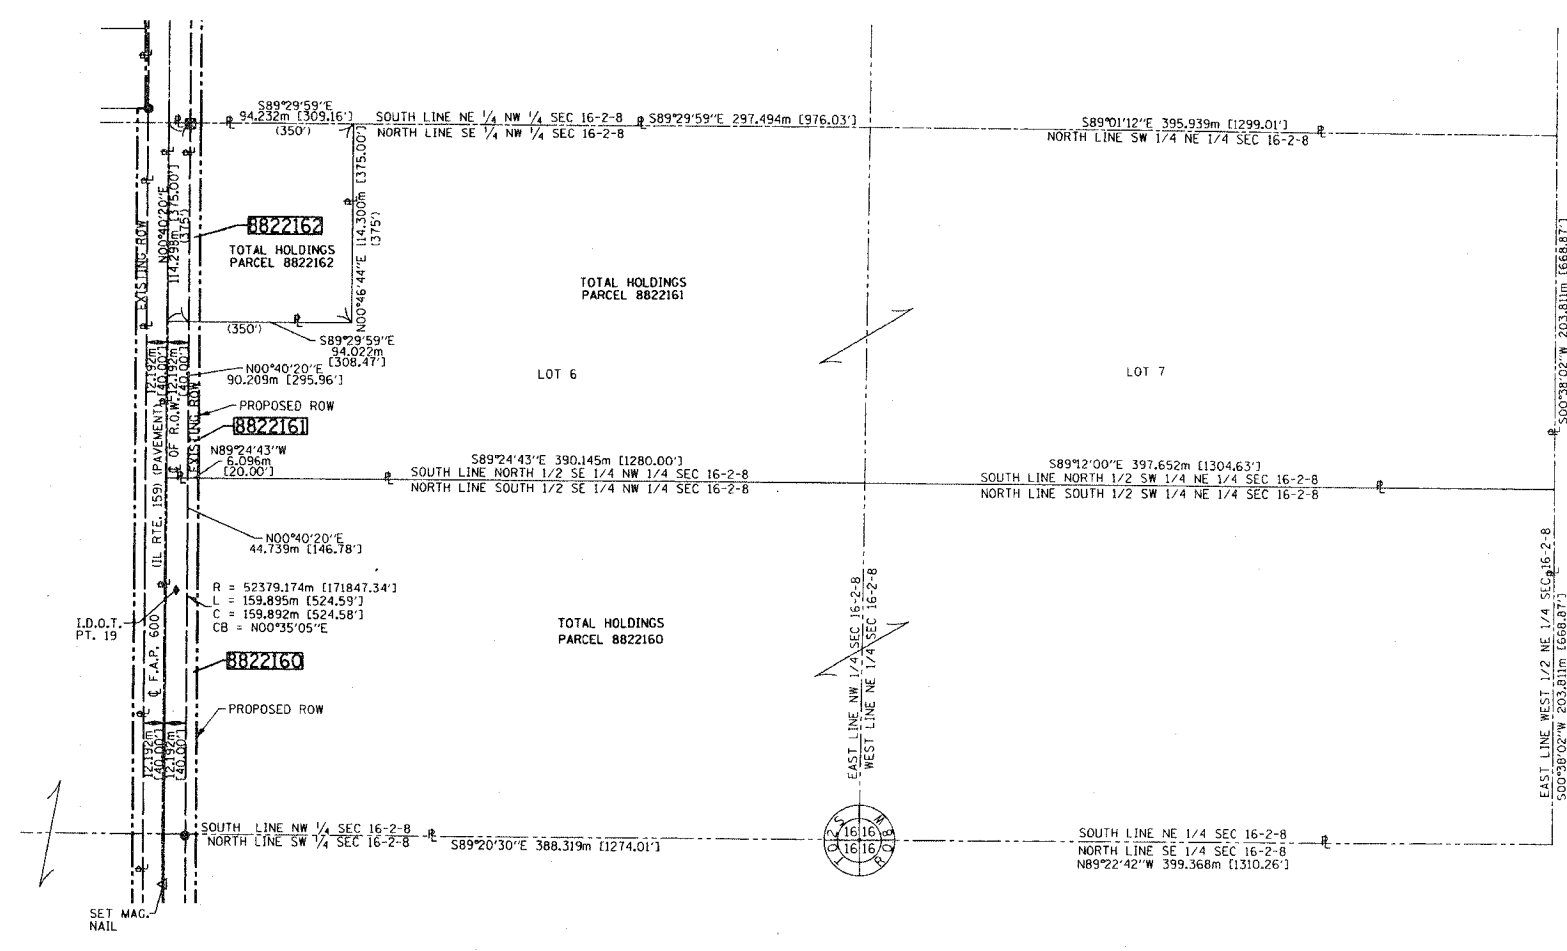 S89°29'59"E
94.232m [309.16']
(350')
SOUTH LINE NE 1/4 NW 1/4 SEC 16-2-8
NORTH LINE SE 1/4 NW 1/4 SEC 16-2-8
S89°29'59"E 297.494m [976.03']
S89°01'12"E 395.939m [1299.01']
NORTH LINE SW 1/4 NE 1/4 SEC 16-2-8
EXISTING ROW
N00°40'20"E
114.298m [375.00']
(375')
8822162
TOTAL HOLDINGS
PARCEL 8822162
N00°46'44"E 114.300m [375.00']
(375')
TOTAL HOLDINGS
PARCEL 8822161
S00°38'02"W 203.811m [668.87']
(350')
S89°29'59"E
94.022m
[308.47']
12.192m
[40.00']
12.192m
[40.00']
N00°40'20"E
90.209m [295.96']
LOT 6
LOT 7
PROPOSED ROW
EXISTING ROW
8822161
℄ OF R.O.W.
(IL RTE. 159) (PAVEMENT)
N89°24'43"W
6.096m
[20.00']
S89°24'43"E 390.145m [1280.00']
SOUTH LINE NORTH 1/2 SE 1/4 NW 1/4 SEC 16-2-8
NORTH LINE SOUTH 1/2 SE 1/4 NW 1/4 SEC 16-2-8
S89°12'00"E 397.652m [1304.63']
SOUTH LINE NORTH 1/2 SW 1/4 NE 1/4 SEC 16-2-8
NORTH LINE SOUTH 1/2 SW 1/4 NE 1/4 SEC 16-2-8
N00°40'20"E
44.739m [146.78']
R = 52379.174m [171847.34']
L = 159.895m [524.59']
C = 159.892m [524.58']
CB = N00°35'05"E
I.D.O.T.
PT. 19
℄ F.A.P. 600
TOTAL HOLDINGS
PARCEL 8822160
8822160
PROPOSED ROW
12.192m
[40.00']
12.192m
[40.00']
EAST LINE NW 1/4 SEC 16-2-8
WEST LINE NE 1/4 SEC 16-2-8
EAST LINE WEST 1/2 NE 1/4 SEC 16-2-8
S00°38'02"W 203.811m [668.87']
SOUTH LINE NW 1/4 SEC 16-2-8
NORTH LINE SW 1/4 SEC 16-2-8
S89°20'30"E 388.319m [1274.01']
T02S
R08W
16 16
16 16
SOUTH LINE NE 1/4 SEC 16-2-8
NORTH LINE SE 1/4 SEC 16-2-8
N89°22'42"W 399.368m [1310.26']
SET MAG.
NAIL